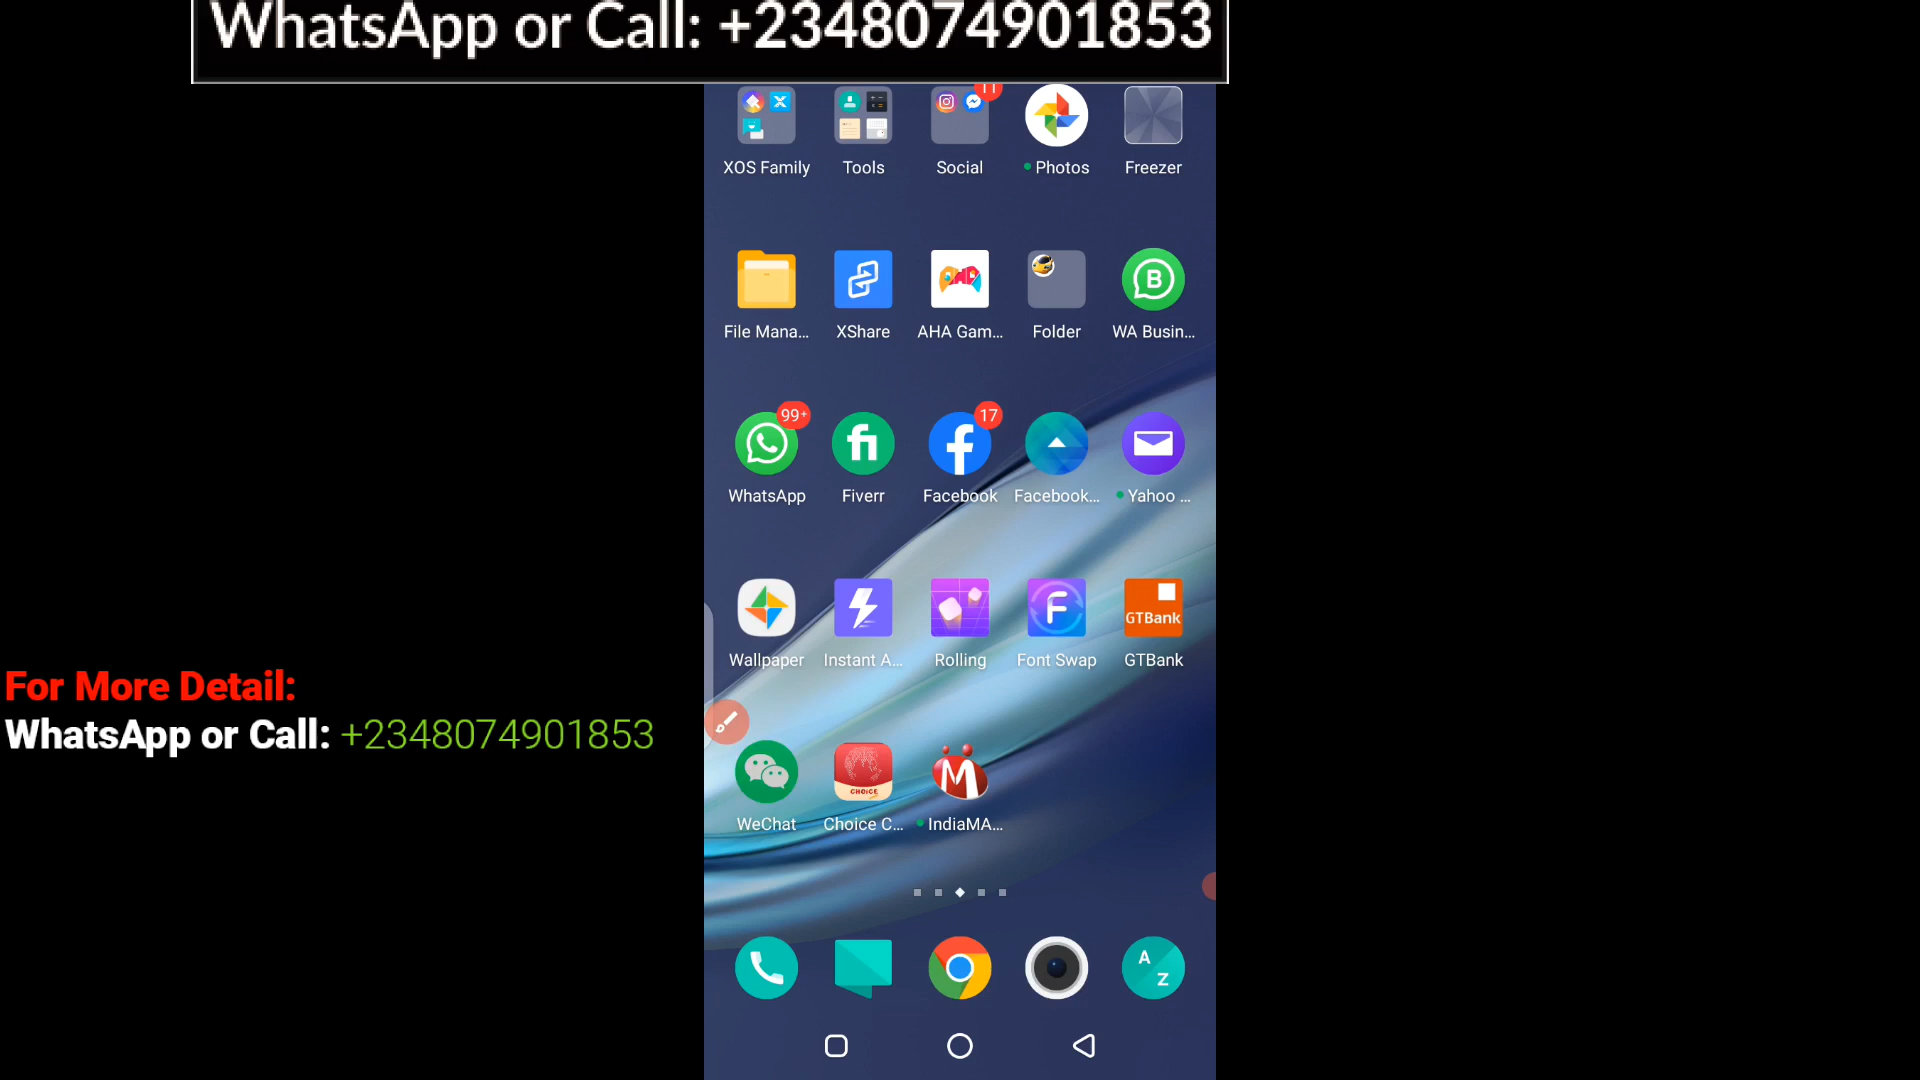 WhatsApp or Call: +2348074901853
11
XOS Family Tools Social Photos Freezer
File Mana... XShare AHA Gam... Folder WA Busin...
99+ 17
WhatsApp Fiverr Facebook Facebook... Yahoo ...
GTBank
Wallpaper Instant A... Rolling Font Swap GTBank
For More Detail:
WhatsApp or Call: +2348074901853
CHOICE
WeChat Choice C... IndiaMA...
A
Z